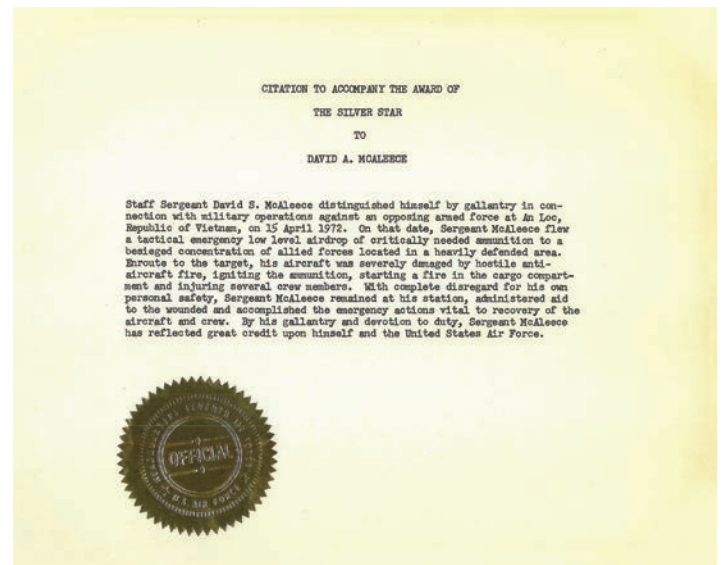 CITATION TO ACCOMPANY THE AWARD OF
THE SILVER STAR
TO
DAVID A. MCALEECE
Staff Sergeant David S. McAleece distinguished himself by gallantry in con-
nection with military operations against an opposing armed force at An Loc,
Republic of Vietnam, on 15 April 1972. On that date, Sergeant McAleece flew
a tactical emergency low level airdrop of critically needed ammunition to a
besieged concentration of allied forces located in a heavily defended area.
Enroute to the target, his aircraft was severely damaged by hostile anti-
aircraft fire, igniting the ammunition, starting a fire in the cargo compart-
ment and injuring several crew members. With complete disregard for his own
personal safety, Sergeant McAleece remained at his station, administered aid
to the wounded and accomplished the emergency actions vital to recovery of the
aircraft and crew. By his gallantry and devotion to duty, Sergeant McAleece
has reflected great credit upon himself and the United States Air Force.
HEADQUARTERS SEVENTH AIR FORCE
OFFICIAL
U.S. AIR FORCE